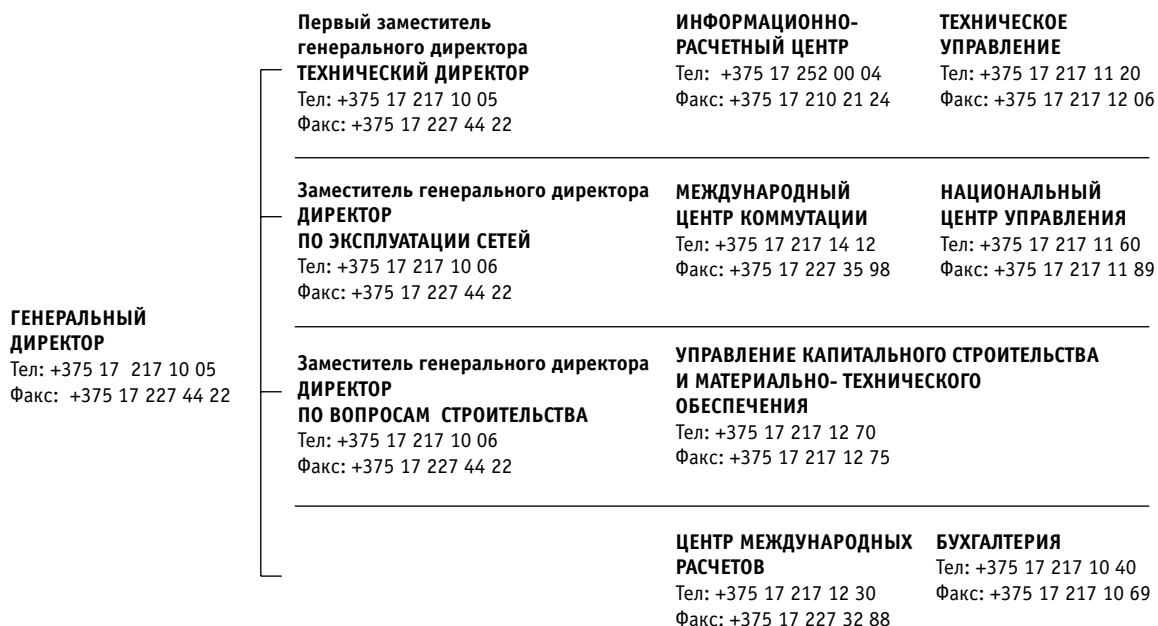 Первый заместитель
генерального директора
ТЕХНИЧЕСКИЙ ДИРЕКТОР
Тел: +375 17 217 10 05
Факс: +375 17 227 44 22
ИНФОРМАЦИОННО-
РАСЧЕТНЫЙ ЦЕНТР
Тел: +375 17 252 00 04
Факс: +375 17 210 21 24
ТЕХНИЧЕСКОЕ
УПРАВЛЕНИЕ
Тел: +375 17 217 11 20
Факс: +375 17 217 12 06
Заместитель генерального директора
ДИРЕКТОР
ПО ЭКСПЛУАТАЦИИ СЕТЕЙ
Тел: +375 17 217 10 06
Факс: +375 17 227 44 22
МЕЖДУНАРОДНЫЙ
ЦЕНТР КОММУТАЦИИ
Тел: +375 17 217 14 12
Факс: +375 17 227 35 98
НАЦИОНАЛЬНЫЙ
ЦЕНТР УПРАВЛЕНИЯ
Тел: +375 17 217 11 60
Факс: +375 17 217 11 89
ГЕНЕРАЛЬНЫЙ
ДИРЕКТОР
Тел: +375 17 217 10 05
Факс: +375 17 227 44 22
Заместитель генерального директора
ДИРЕКТОР
ПО ВОПРОСАМ СТРОИТЕЛЬСТВА
Тел: +375 17 217 10 06
Факс: +375 17 227 44 22
УПРАВЛЕНИЕ КАПИТАЛЬНОГО СТРОИТЕЛЬСТВА
И МАТЕРИАЛЬНО- ТЕХНИЧЕСКОГО
ОБЕСПЕЧЕНИЯ
Тел: +375 17 217 12 70
Факс: +375 17 217 12 75
ЦЕНТР МЕЖДУНАРОДНЫХ
РАСЧЕТОВ
Тел: +375 17 217 12 30
Факс: +375 17 227 32 88
БУХГАЛТЕРИЯ
Тел: +375 17 217 10 40
Факс: +375 17 217 10 69